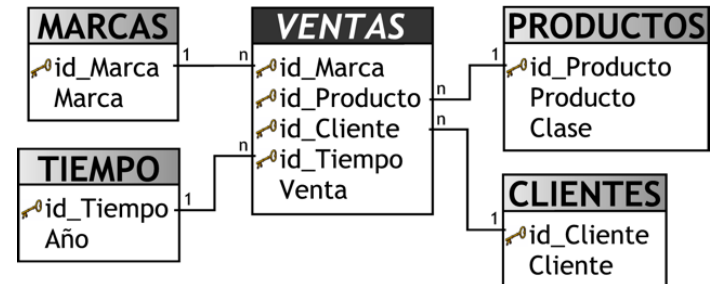 MARCAS
id_Marca
Marca
1
n
VENTAS
id_Marca
id_Producto
id_Cliente
id_Tiempo
Venta
n
n
n
1
PRODUCTOS
id_Producto
Producto
Clase
TIEMPO
id_Tiempo
Año
1
1
CLIENTES
id_Cliente
Cliente